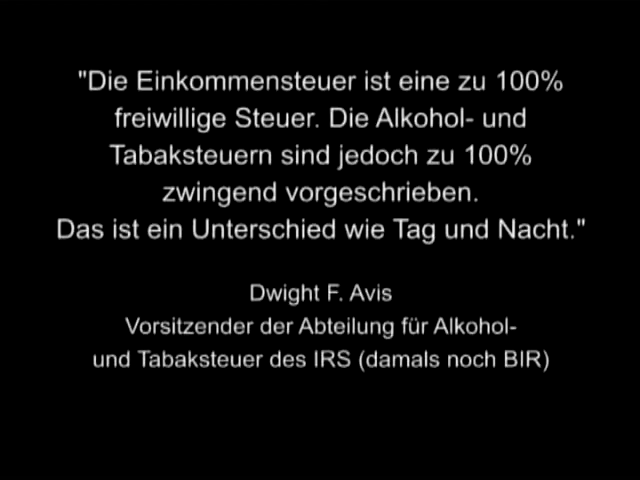 "Die Einkommensteuer ist eine zu 100%
freiwillige Steuer. Die Alkohol- und
Tabaksteuern sind jedoch zu 100%
zwingend vorgeschrieben.
Das ist ein Unterschied wie Tag und Nacht."
Dwight F. Avis
Vorsitzender der Abteilung für Alkohol-
und Tabaksteuer des IRS (damals noch BIR)